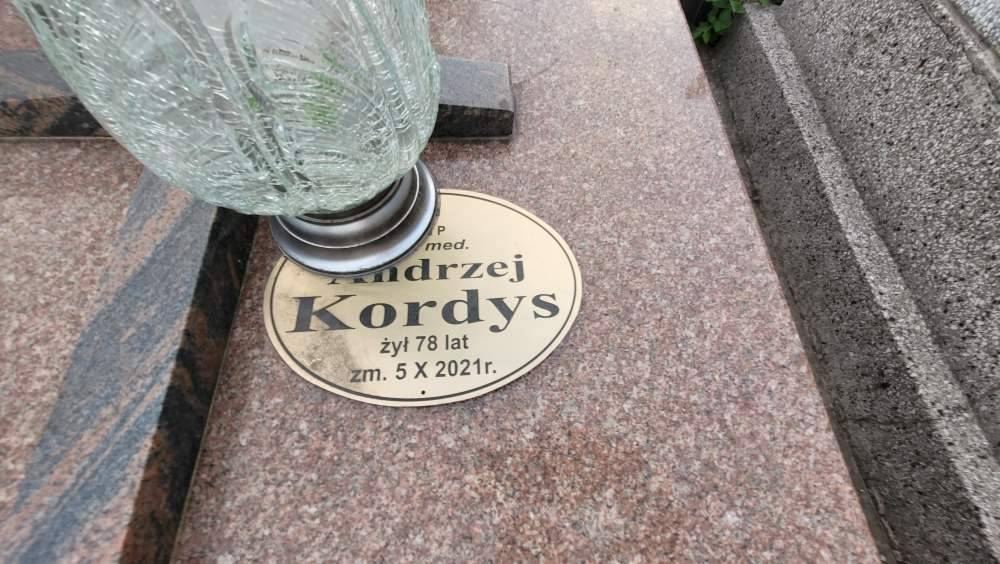 P
med.
Andrzej
Kordys
żył 78 lat
zm. 5 X 2021r.